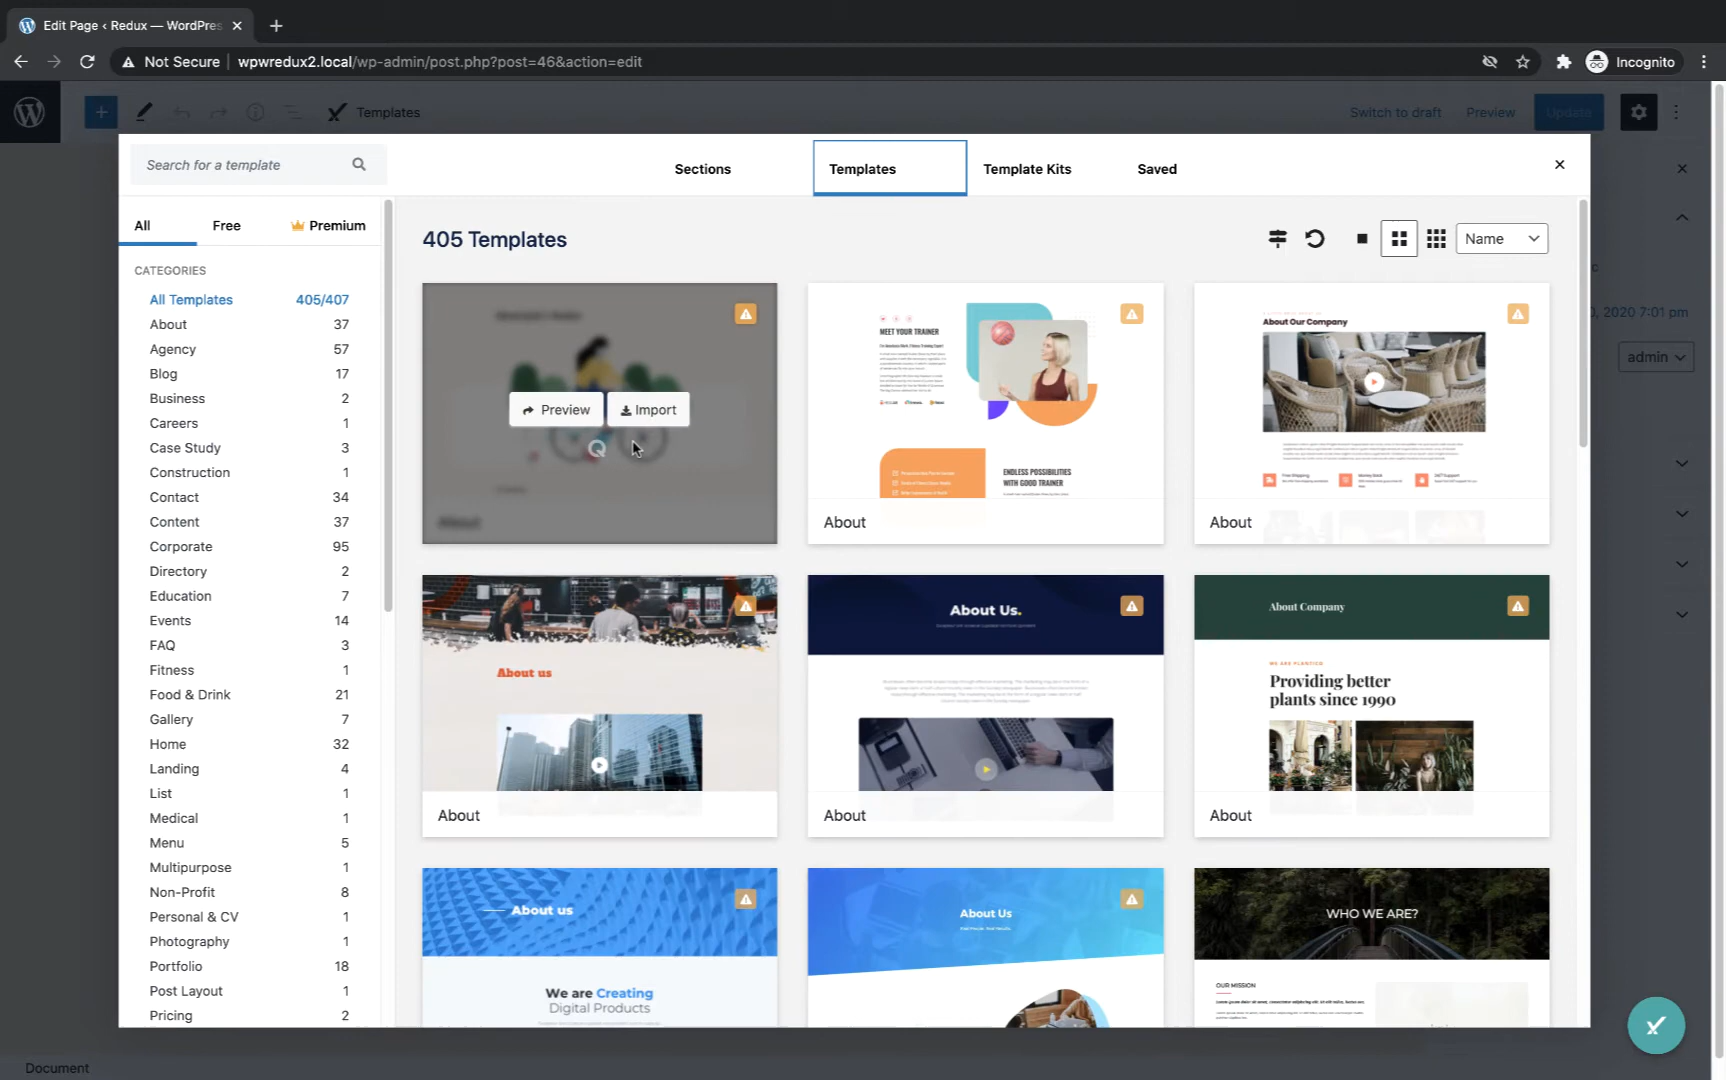 Edit Page ‹ Redux — WordPres
Not Secure
wpwredux2.local/wp-admin/post.php?post=46&action=edit
Incognito
Templates
Switch to draft
Preview
Update
Search for a template
Sections
Templates
Template Kits
Saved
All
Free
Premium
405 Templates
Name
CATEGORIES
All Templates 405/407
About 37
Agency 57
Blog 17
Business 2
Careers 1
Case Study 3
Construction 1
Contact 34
Content 37
Corporate 95
Directory 2
Education 7
Events 14
FAQ 3
Fitness 1
Food & Drink 21
Gallery 7
Home 32
Landing 4
List 1
Medical 1
Menu 5
Multipurpose 1
Non-Profit 8
Personal & CV 1
Photography 1
Portfolio 18
Post Layout 1
Pricing 2
Preview
Import
About
MEET YOUR TRAINER
ENDLESS POSSIBILITIES
WITH GOOD TRAINER
About
About Our Company
About
About us
About
About Us.
About
About Company
WE ARE PLANTICO
Providing better
plants since 1990
About
About us
We are Creating
Digital Products
About Us
WHO WE ARE?
OUR MISSION
, 2020 7:01 pm
admin
Document